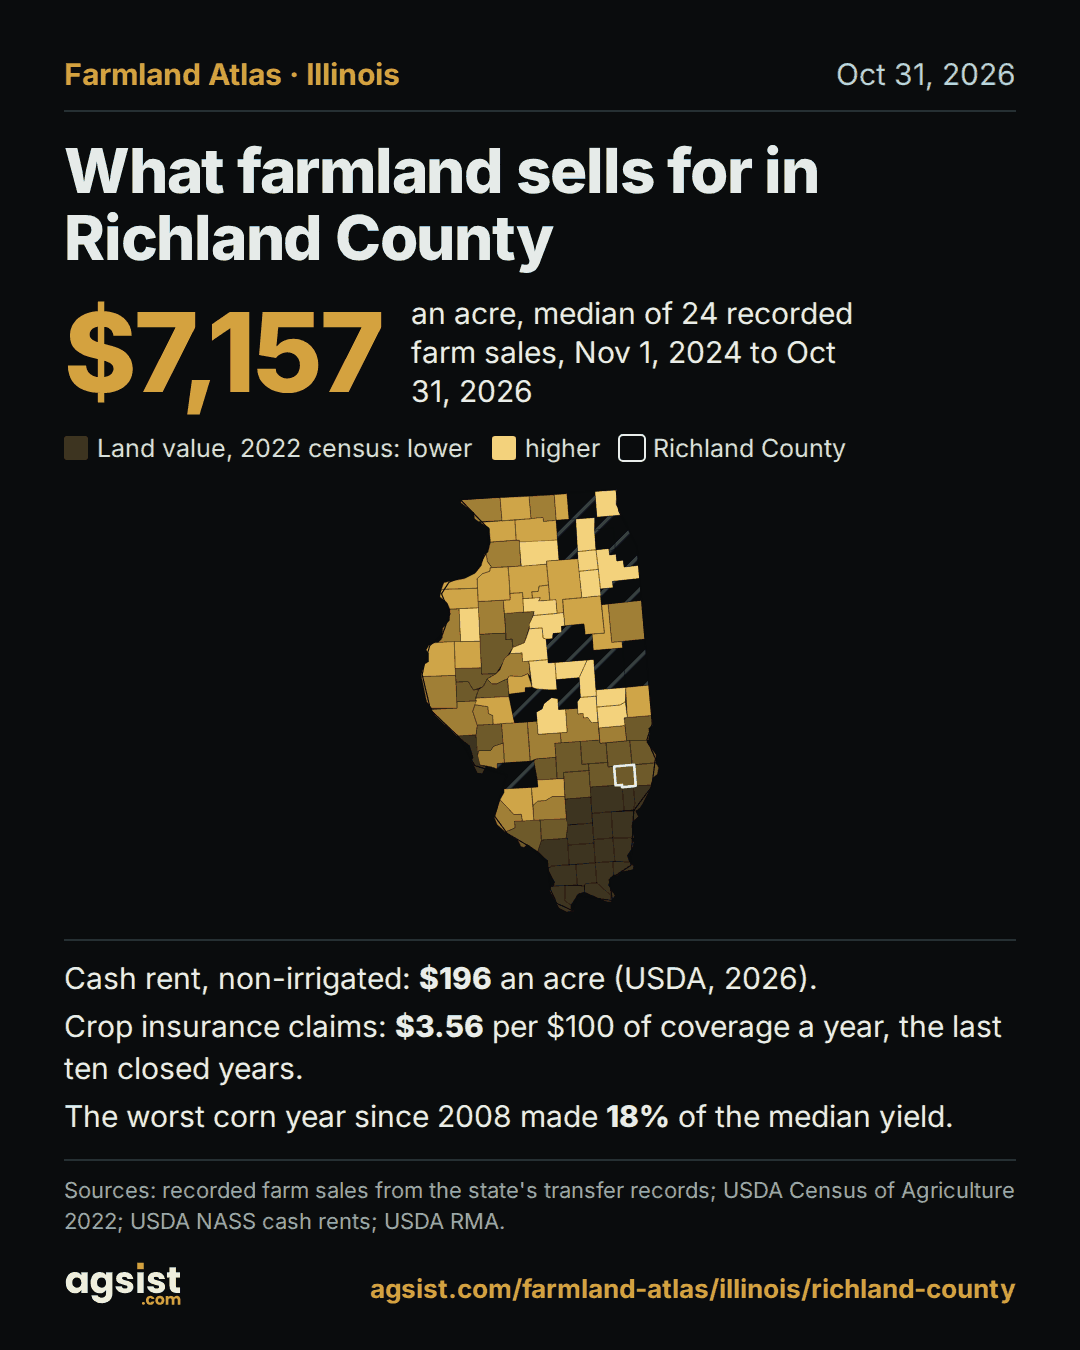 Farmland Atlas · Illinois
Oct 31, 2026
What farmland sells for in
Richland County
$7,157
an acre, median of 24 recorded
farm sales, Nov 1, 2024 to Oct
31, 2026
Land value, 2022 census: lower
higher
Richland County
Cash rent, non-irrigated: $196 an acre (USDA, 2026).
Crop insurance claims: $3.56 per $100 of coverage a year, the last
ten closed years.
The worst corn year since 2008 made 18% of the median yield.
Sources: recorded farm sales from the state's transfer records; USDA Census of Agriculture
2022; USDA NASS cash rents; USDA RMA.
agsist
.com
agsist.com/farmland-atlas/illinois/richland-county